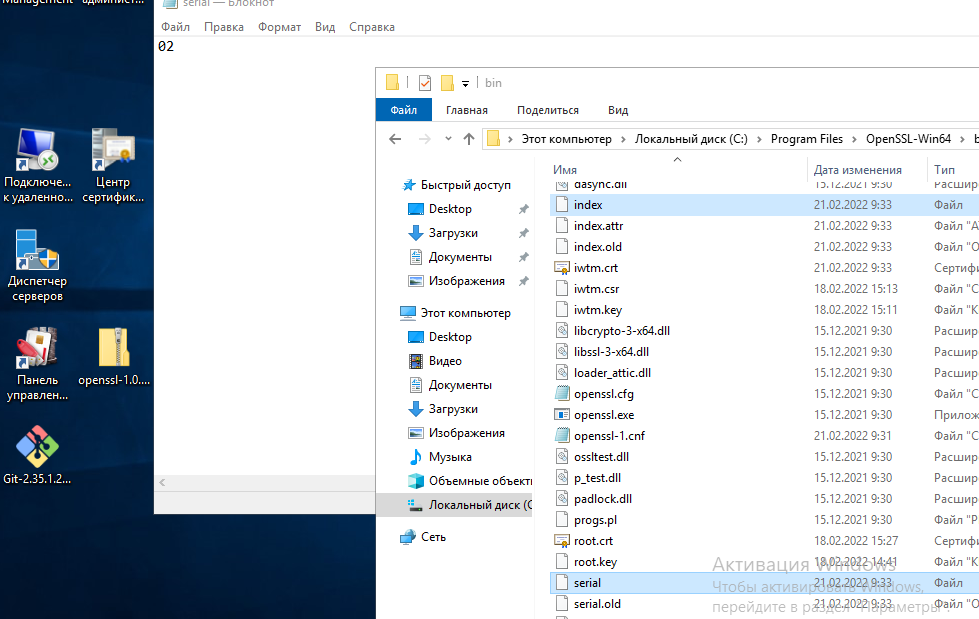 Management
админист...
serial — Блокнот
Файл Правка Формат Вид Справка
02
Подключе...
к удаленно...
Центр
сертифик...
Диспетчер
серверов
Панель
управлен...
openssl-1.0....
Git-2.35.1.2...
bin
Файл Главная Поделиться Вид
Этот компьютер > Локальный диск (C:) > Program Files > OpenSSL-Win64 > b
Быстрый доступ
Desktop
Загрузки
Документы
Изображения
Этот компьютер
Desktop
Видео
Документы
Загрузки
Изображения
Музыка
Объемные объект
Локальный диск (C
Сеть
Имя Дата изменения Тип
dasync.dll 15.12.2021 9:30 Расшир
index 21.02.2022 9:33 Файл
index.attr 21.02.2022 9:33 Файл "A
index.old 21.02.2022 9:33 Файл "O
iwtm.crt 21.02.2022 9:33 Сертифи
iwtm.csr 18.02.2022 15:13 Файл "C
iwtm.key 18.02.2022 15:11 Файл "K
libcrypto-3-x64.dll 15.12.2021 9:30 Расшир
libssl-3-x64.dll 15.12.2021 9:30 Расшир
loader_attic.dll 15.12.2021 9:30 Расшир
openssl.cfg 15.12.2021 9:30 Файл "C
openssl.exe 15.12.2021 9:30 Прилож
openssl-1.cnf 21.02.2022 9:31 Файл "C
ossltest.dll 15.12.2021 9:30 Расшир
p_test.dll 15.12.2021 9:30 Расшир
padlock.dll 15.12.2021 9:30 Расшир
progs.pl 15.12.2021 9:30 Файл "P
root.crt 18.02.2022 15:27 Сертифи
root.key 18.02.2022 14:41 Файл "K
serial 21.02.2022 9:33 Файл
serial.old 21.02.2022 9:33 Файл "O
Активация Windows
Чтобы активировать Windows,
перейдите в раздел "Параметры".